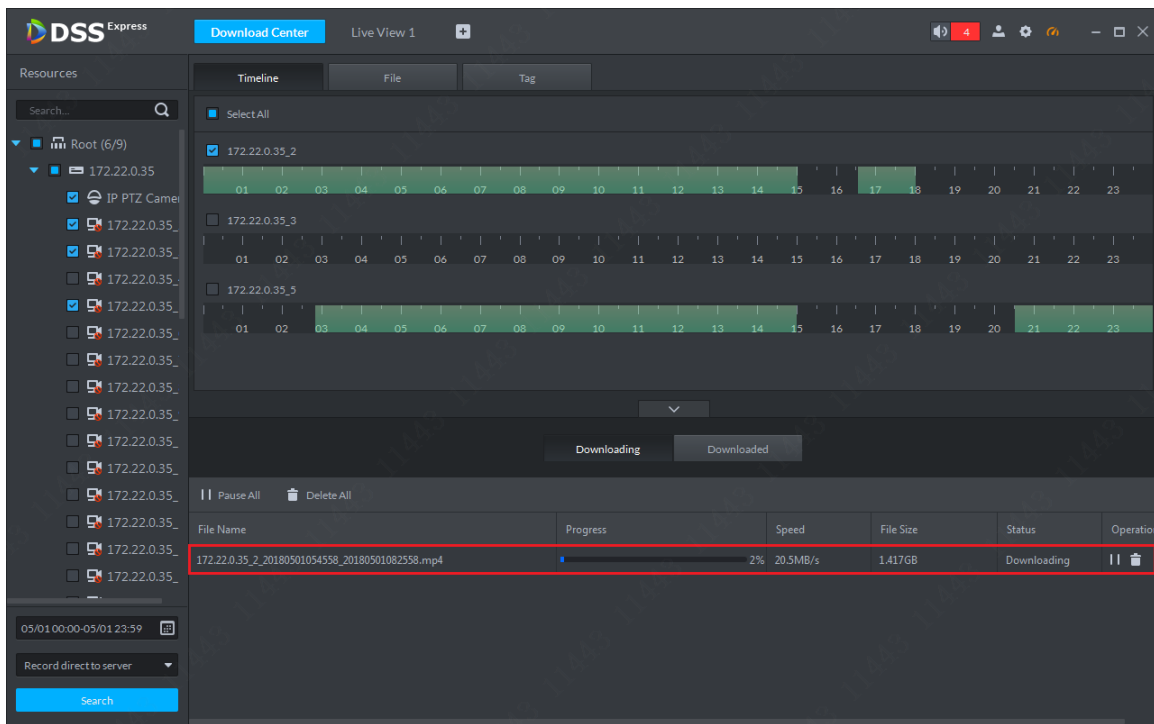 DSS Express
Download Center
Live View 1
4
Resources
Timeline
File
Tag
Search...
Select All
Root (6/9)
172.22.0.35_2
172.22.0.35
01 02 03 04 05 06 07 08 09 10 11 12 13 14 15 16 17 18 19 20 21 22 23
IP PTZ Camer
172.22.0.35_
172.22.0.35_3
172.22.0.35_
01 02 03 04 05 06 07 08 09 10 11 12 13 14 15 16 17 18 19 20 21 22 23
172.22.0.35_
172.22.0.35_5
172.22.0.35_
01 02 03 04 05 06 07 08 09 10 11 12 13 14 15 16 17 18 19 20 21 22 23
172.22.0.35_
172.22.0.35_
172.22.0.35_
172.22.0.35_
172.22.0.35_
172.22.0.35_
172.22.0.35_
172.22.0.35_
172.22.0.35_
172.22.0.35_
Downloading
Downloaded
Pause All
Delete All
File Name Progress Speed File Size Status Operatio
172.22.0.35_2_20180501054558_20180501082558.mp4 2% 20.5MB/s 1.417GB Downloading
05/01 00:00-05/01 23:59
Record direct to server
Search